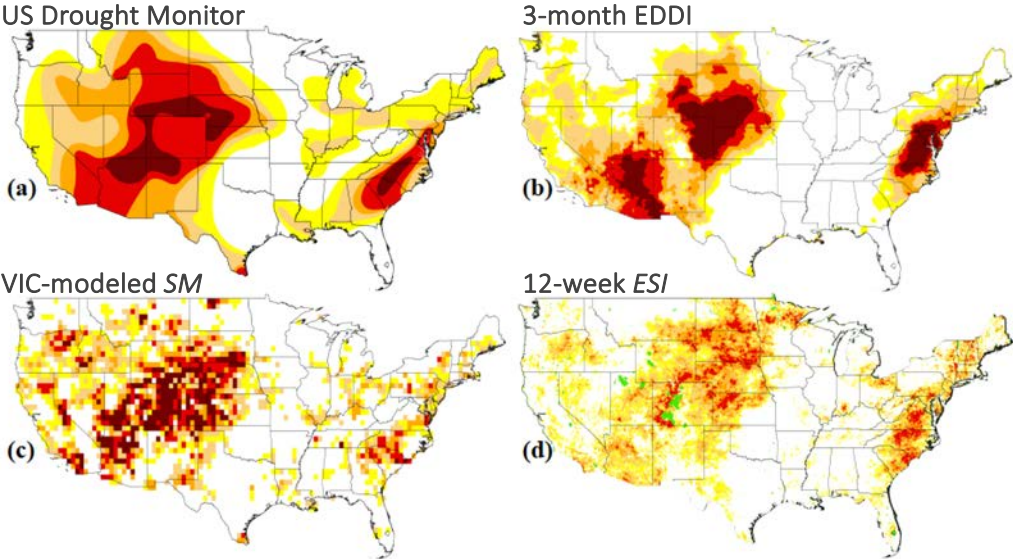 US Drought Monitor
3-month EDDI
(a)
(b)
VIC-modeled SM
12-week ESI
(c)
(d)